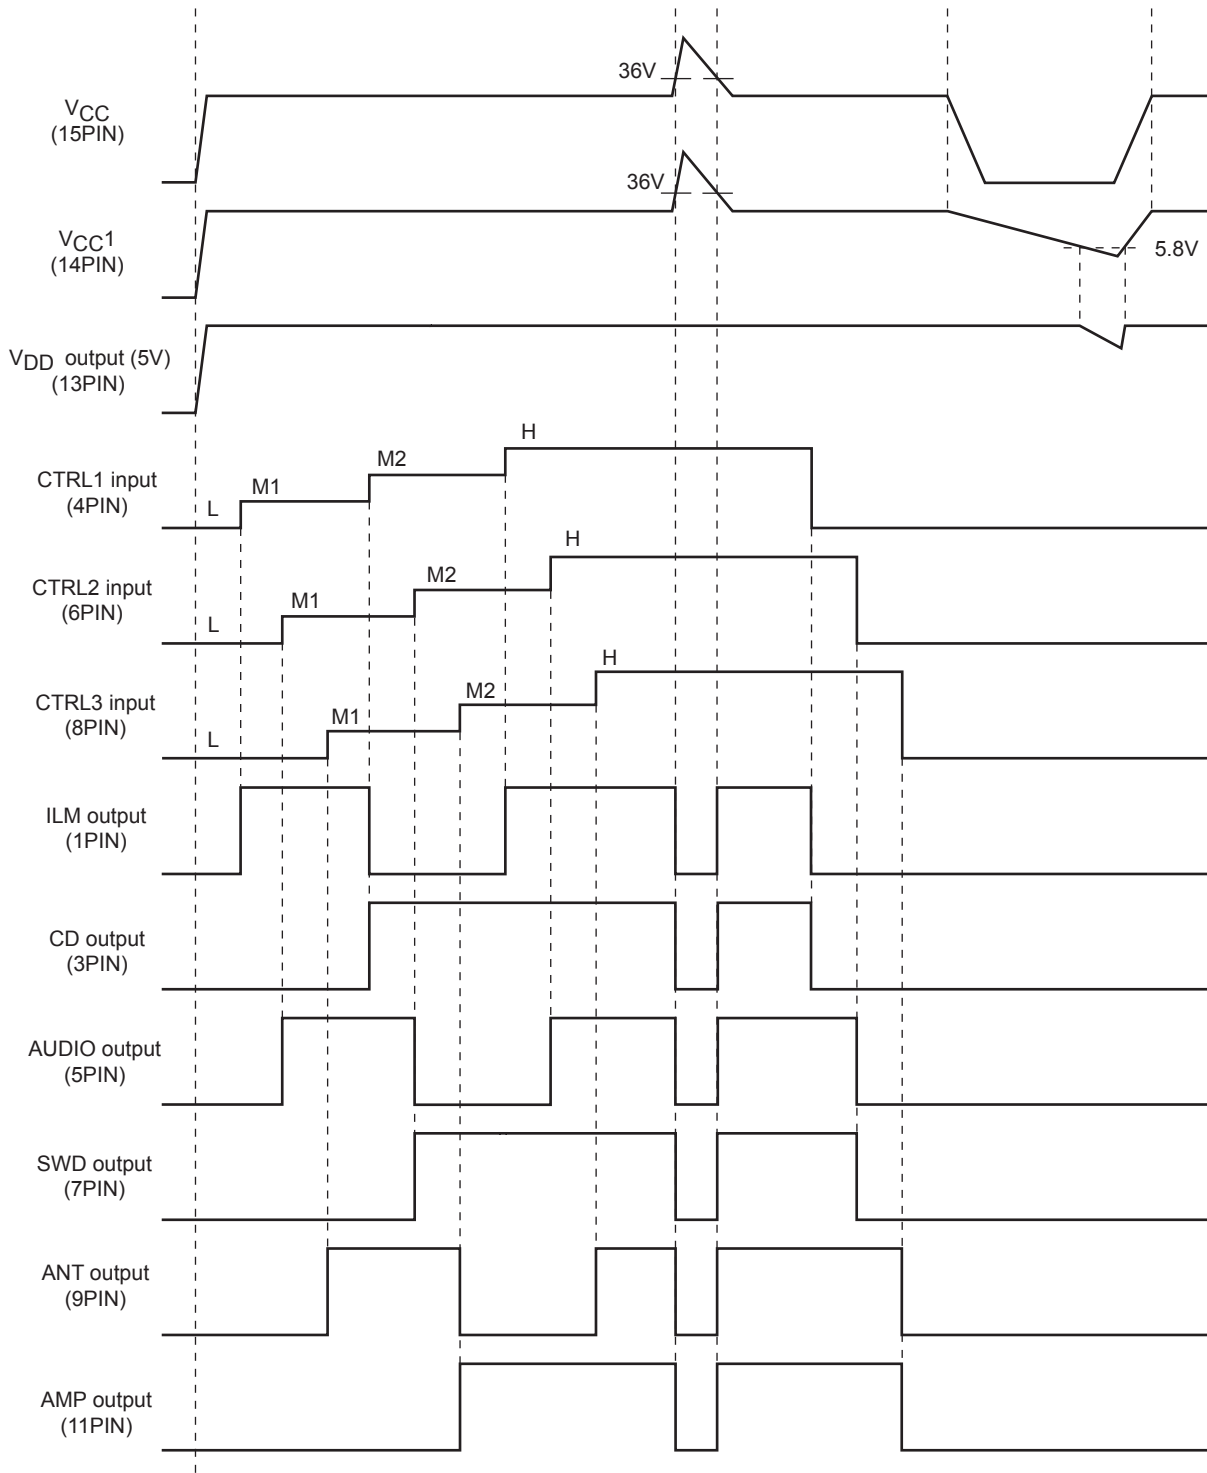 36V
VCC
(15PIN)
36V
VCC1
(14PIN)
5.8V
VDD output (5V)
(13PIN)
H
M2
CTRL1 input
(4PIN)
M1
L
H
M2
CTRL2 input
(6PIN)
M1
L
H
M2
CTRL3 input
(8PIN)
M1
L
ILM output
(1PIN)
CD output
(3PIN)
AUDIO output
(5PIN)
SWD output
(7PIN)
ANT output
(9PIN)
AMP output
(11PIN)